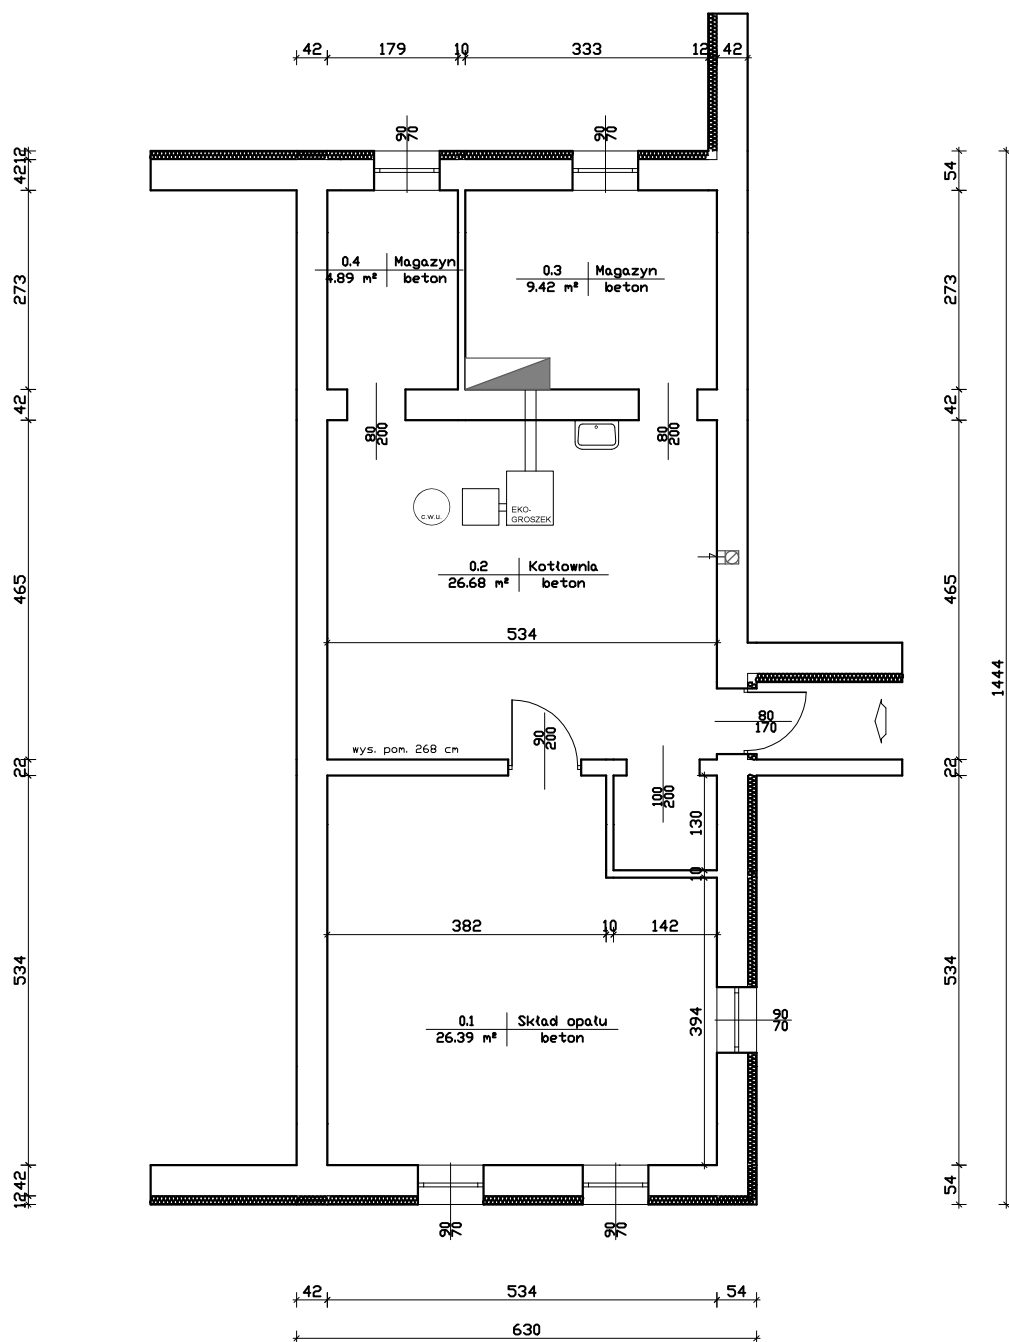 42 179 10 333 12 42
90
70
90
70
12
42
54
0.4 Magazyn
4.89 m² beton
0.3 Magazyn
9.42 m² beton
273
273
42
42
80
200
80
200
c.w.u.
EKO-
GROSZEK
0.2 Kotłownia
26.68 m² beton
465
465
534
1444
80
170
90
200
wys. pom. 268 cm
22
22
100
200
130
10
382 10 142
534
534
394
0.1 Skład opału
26.39 m² beton
90
70
42
12
54
90
70
90
70
42 534 54
630